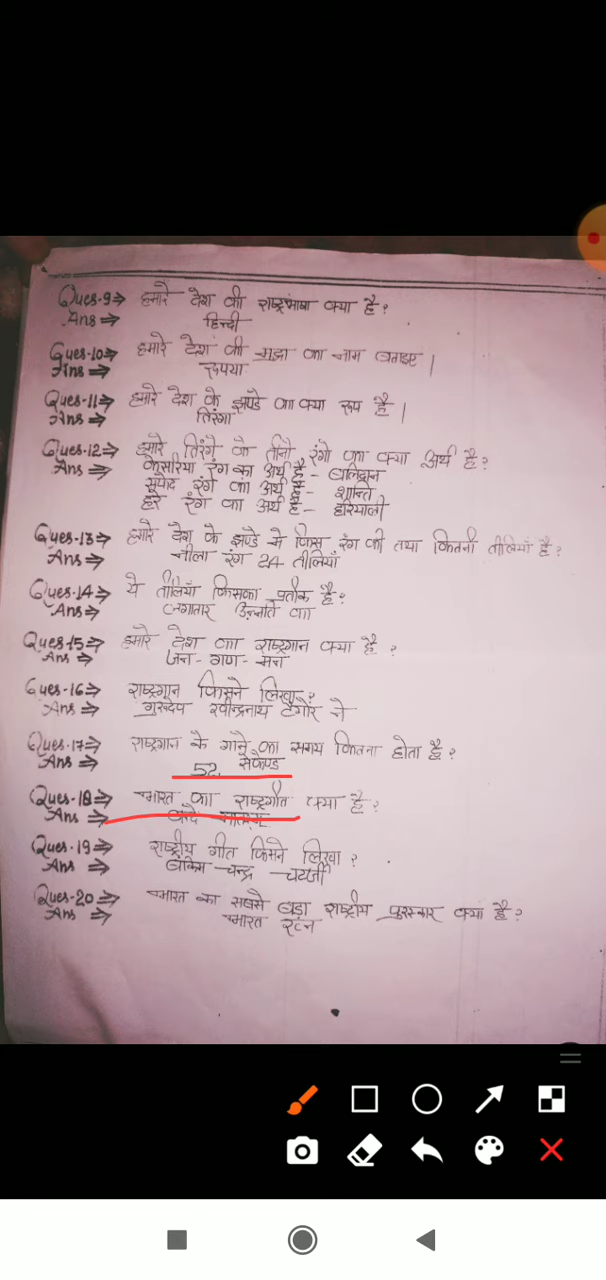 Ques-9⇒ हमारे देश की राष्ट्रभाषा क्या है?
Ans ⇒ हिन्दी
Ques-10⇒ हमारे देश की मुद्रा का नाम बताइए |
Ans ⇒ रूपया
Ques-11⇒ हमारे देश के झण्डे का क्या रूप है |
Ans ⇒ तिरंगा
Ques-12⇒ हमारे तिरंगे के तीनो रंगो का क्या अर्थ है?
Ans ⇒ केसरिया रंग का अर्थ है - बलिदान
सफेद रंग का अर्थ है - शान्ति
हरे रंग का अर्थ है - हरियाली
Ques-13⇒ हमारे देश के झण्डे मे किस रंग की तथा कितनी तीलियाँ है?
Ans ⇒ नीला रंग 24 तीलियाँ
Ques-14⇒ ये तीलियाँ किसका प्रतीक है?
Ans ⇒ लगातार उन्नति का
Ques-15⇒ हमारे देश का राष्ट्रगान क्या है?
Ans ⇒ जन - गण - मन
Ques-16⇒ राष्ट्रगान किसने लिखा?
Ans ⇒ गुरुदेव रवीन्द्रनाथ टैगोर ने
Ques-17⇒ राष्ट्रगान के गाने का समय कितना होता है?
Ans ⇒ 52 सेकेण्ड
Ques-18⇒ भारत का राष्ट्रगीत क्या है?
Ans ⇒ वन्दे मातरम्
Ques-19⇒ राष्ट्रीय गीत किसने लिखा?
Ans ⇒ बंकिम चन्द्र चटर्जी
Ques-20⇒ भारत का सबसे बड़ा राष्ट्रीय पुरस्कार क्या है?
Ans ⇒ भारत रत्न